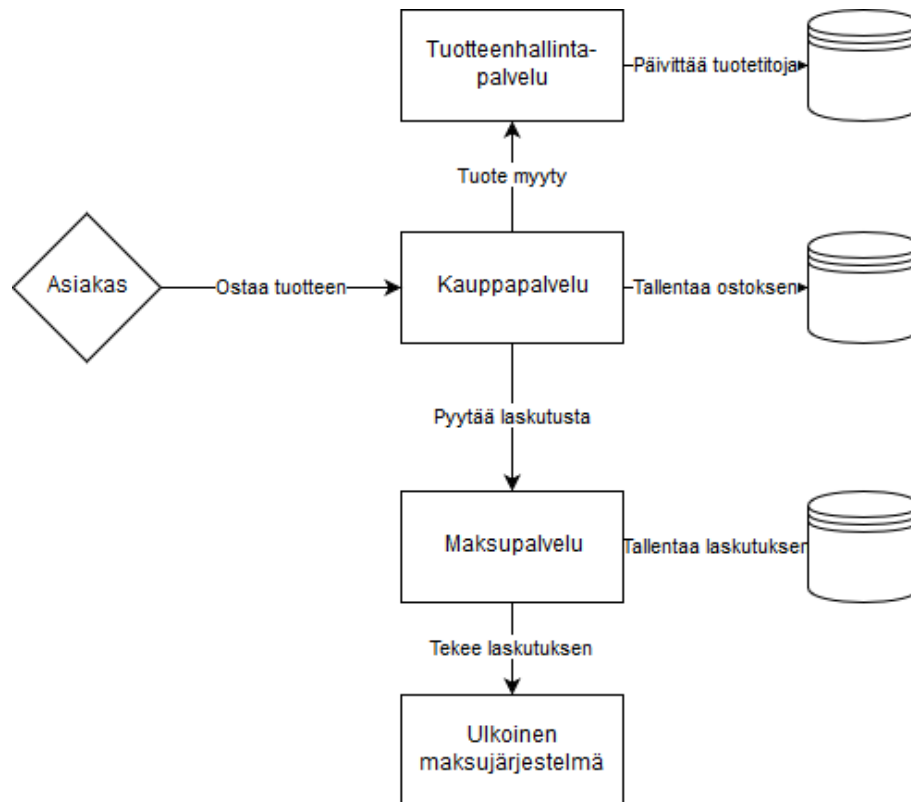 Tuotteenhallinta-
palvelu
Päivittää tuotetitoja
Tuote myyty
Asiakas
Ostaa tuotteen
Kauppapalvelu
Tallentaa ostoksen
Pyytää laskutusta
Maksupalvelu
Tallentaa laskutuksen
Tekee laskutuksen
Ulkoinen
maksujärjestelmä